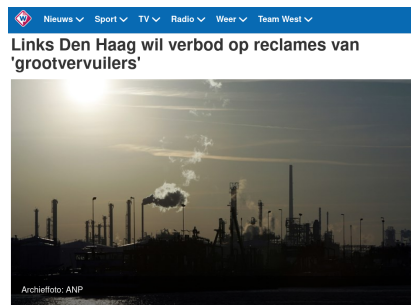 W Nieuws Sport TV Radio Weer Team West
Links Den Haag wil verbod op reclames van
'grootvervuilers'
Archieffoto: ANP